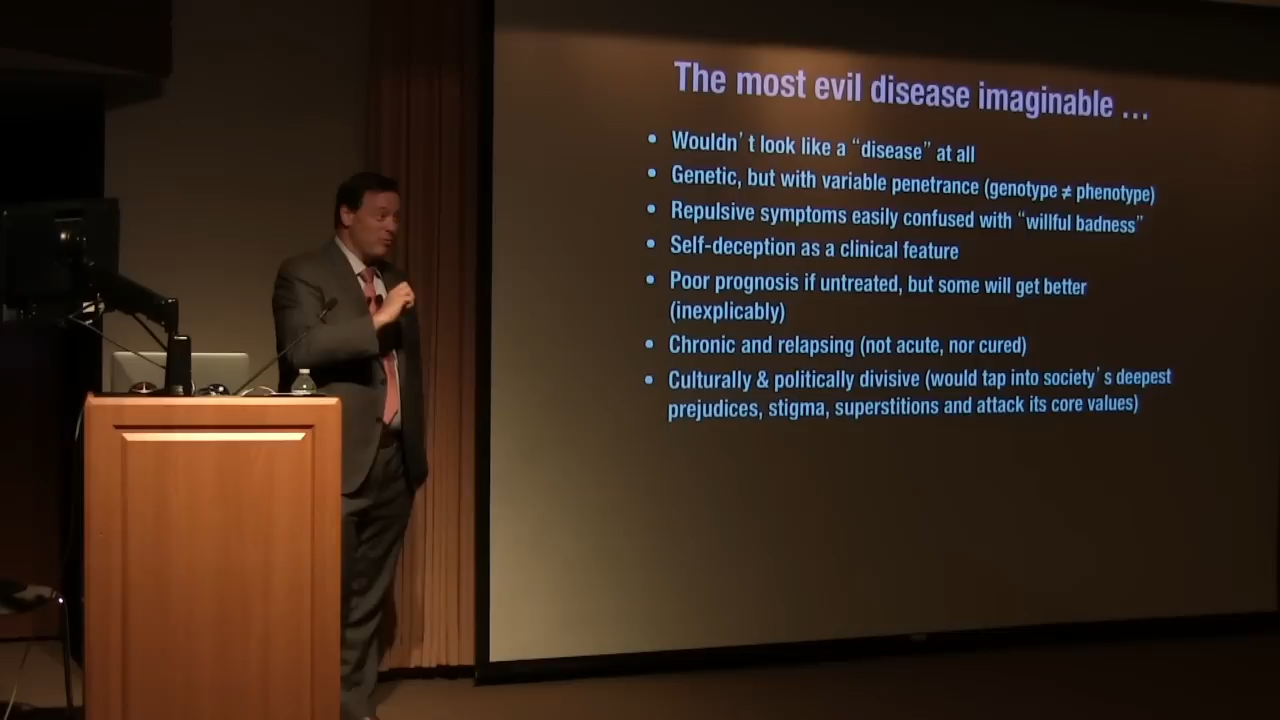 The most evil disease imaginable ...
• Wouldn't look like a “disease” at all
• Genetic, but with variable penetrance (genotype ≠ phenotype)
• Repulsive symptoms easily confused with “willful badness”
• Self-deception as a clinical feature
• Poor prognosis if untreated, but some will get better
(inexplicably)
• Chronic and relapsing (not acute, nor cured)
• Culturally & politically divisive (would tap into society's deepest
prejudices, stigma, superstitions and attack its core values)